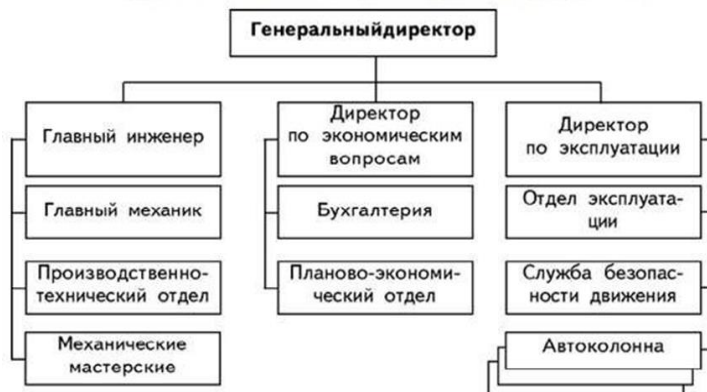 Генеральныйдиректор
Главный инженер
Директор
по экономическим
вопросам
Директор
по эксплуатации
Главный механик
Бухгалтерия
Отдел эксплуата-
ции
Производственно-
технический отдел
Планово-экономи-
ческий отдел
Служба безопас-
ности движения
Механические
мастерские
Автоколонна